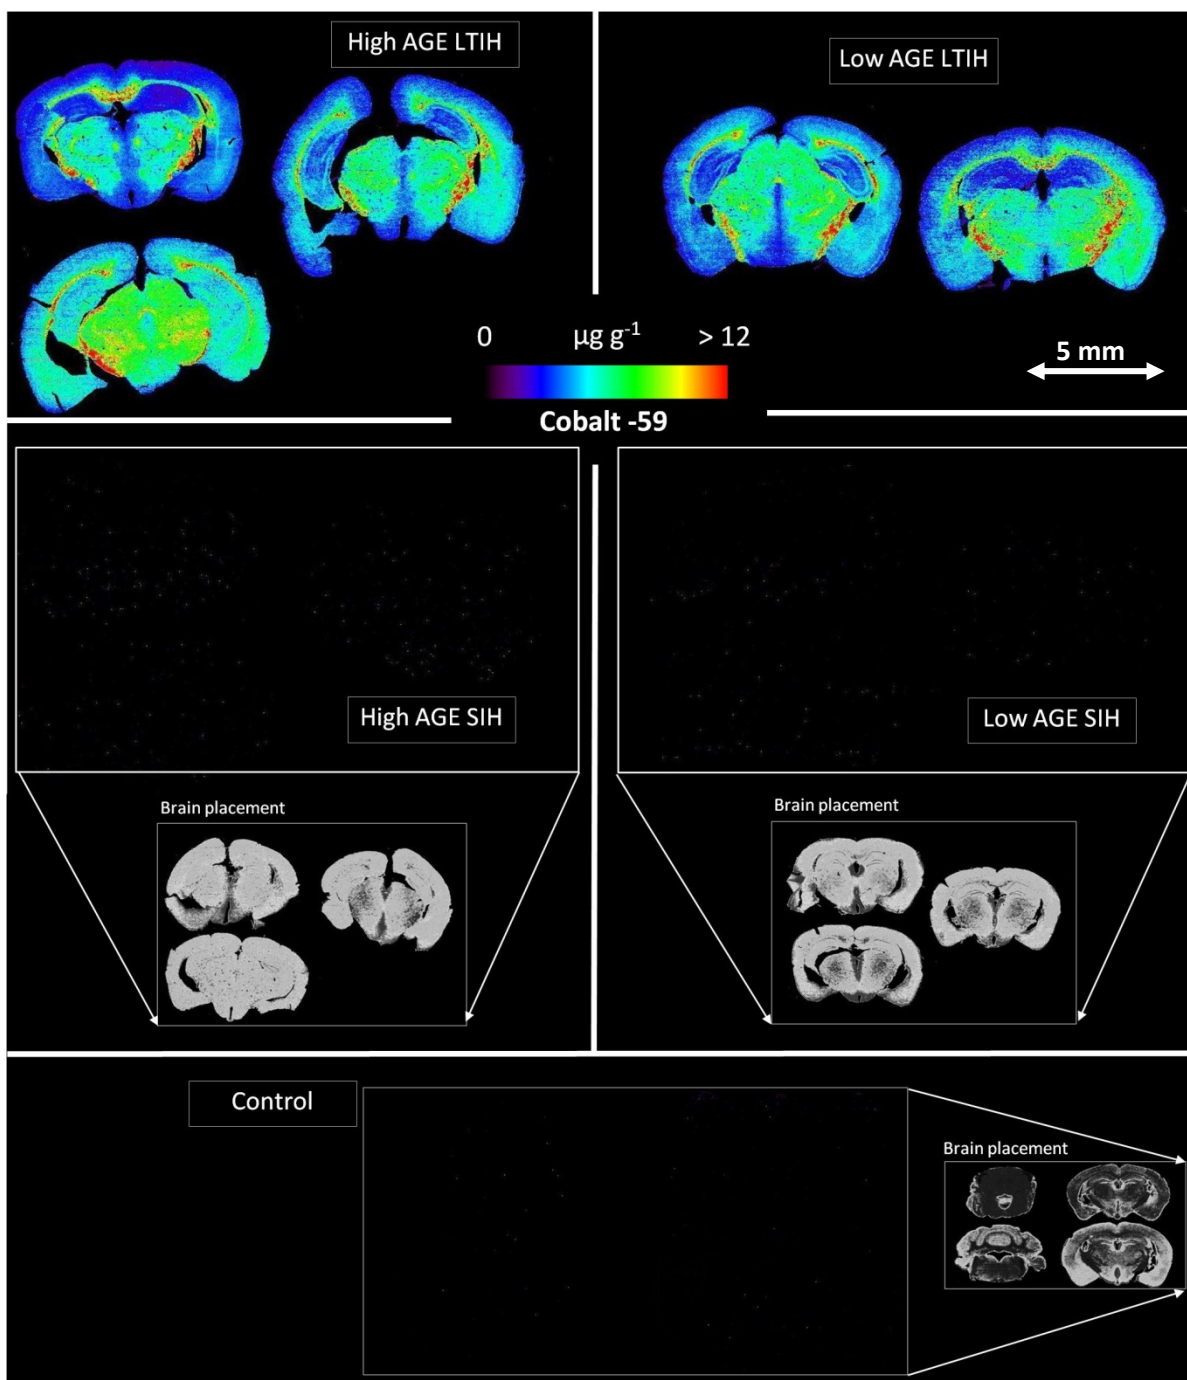 High AGE LTIH
Low AGE LTIH
0 µg g⁻¹ > 12
5 mm
Cobalt -59
High AGE SIH
Low AGE SIH
Brain placement
Brain placement
Control
Brain placement